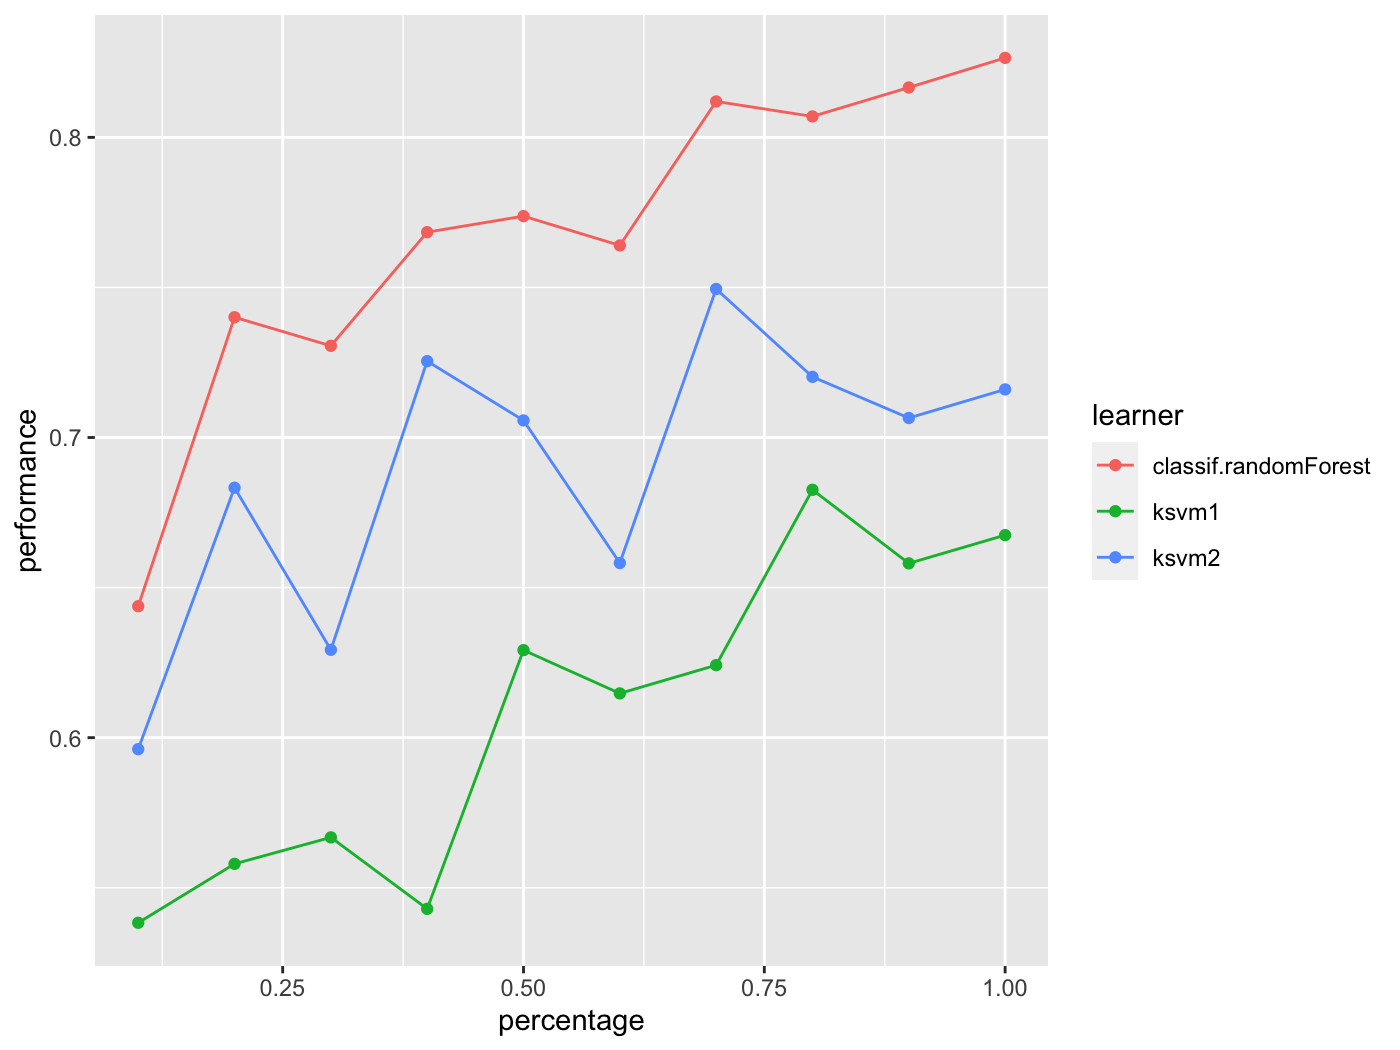 0.8
0.7
0.6
performance
0.25 0.50 0.75 1.00
percentage
learner
classif.randomForest
ksvm1
ksvm2